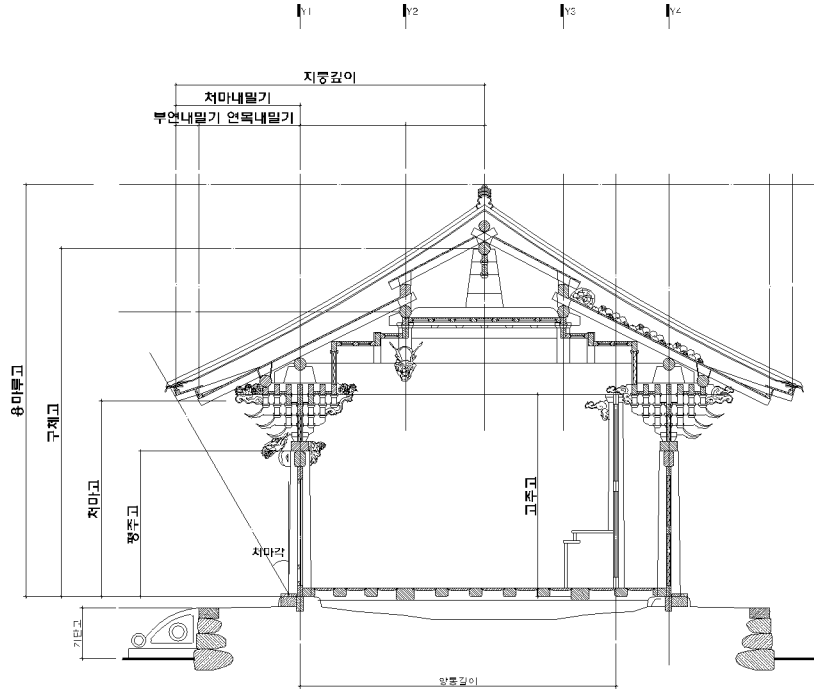 Y1
Y2
Y3
Y4
지붕깊이
처마내밀기
부연내밀기 연목내밀기
용마루고
구체고
처마고
평주고
고주고
처마각
기단고
양통길이